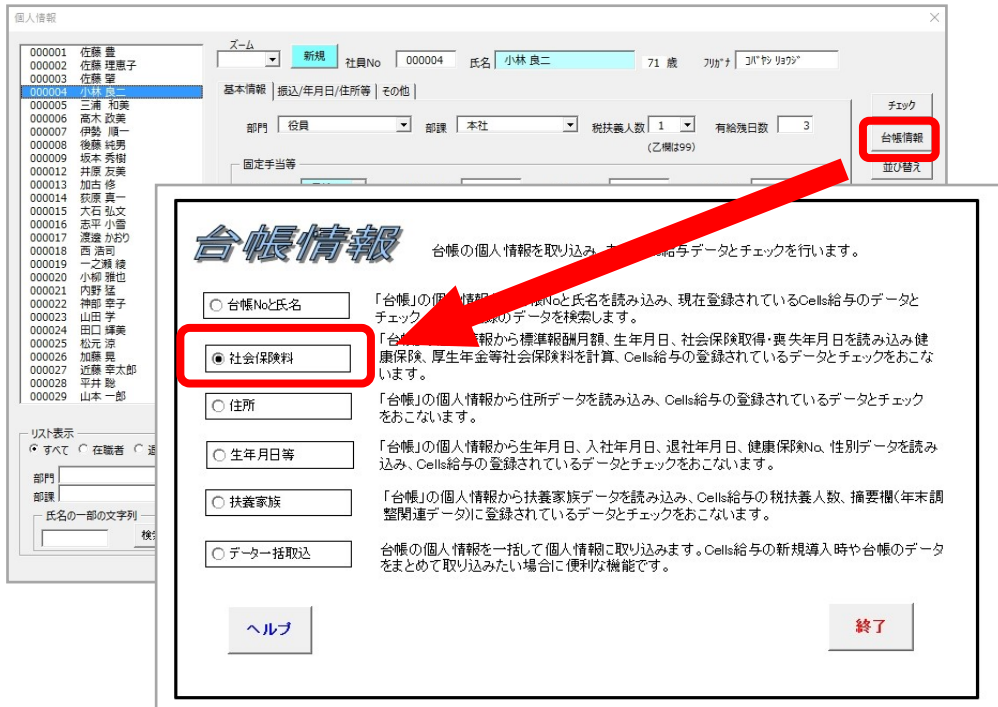 個人情報
000001 佐藤 豊
000002 佐藤 理恵子
000003 佐藤 望
000004 小林 良二
000005 三浦 和美
000006 高木 政美
000007 伊勢 順一
000008 後藤 純男
000009 坂本 秀樹
000012 井原 友美
000013 加古 修
000014 荻原 真一
000015 大石 弘文
000016 志平 小雪
000017 渡邉 かおり
000018 西 浩司
000019 一之瀬 綾
000020 小柳 雅也
000021 内野 猛
000022 神部 幸子
000023 山田 学
000024 田口 輝美
000025 松元 涼
000026 加藤 晃
000027 近藤 幸太郎
000028 平井 聡
000029 山本 一郎
ズーム 新規 社員No 000004 氏名 小林 良二 71 歳 フリガナ コバヤシ リョウジ
基本情報 振込/年月日/住所等 その他
部門 役員 部課 本社 税扶養人数 1 有給残日数 3
(乙欄は99)
固定手当等
チェック
台帳情報
並び替え
リスト表示
すべて 在職者
部門
部課
氏名の一部の文字列
台帳情報
台帳の個人情報を取り込み、
給与データとチェックを行います。
台帳Noと氏名
「台帳」の個
Noと氏名を読み込み、現在登録されているCells給与のデータと
チェック
のデータを検索します。
社会保険料
報から標準報酬月額、生年月日、社会保険取得・喪失年月日を読み込み健
康保険、厚生年金等社会保険料を計算、Cells給与の登録されているデータとチェックをおこな
います。
住所
「台帳」の個人情報から住所データを読み込み、Cells給与の登録されているデータとチェック
をおこないます。
生年月日等
「台帳」の個人情報から生年月日、入社年月日、退社年月日、健康保険No、性別データを読み
込み、Cells給与の登録されているデータとチェックをおこないます。
扶養家族
「台帳」の個人情報から扶養家族データを読み込み、Cells給与の税扶養人数、摘要欄(年末調
整関連データ)に登録されているデータとチェックをおこないます。
データ一括取込
台帳の個人情報を一括して個人情報に取り込みます。Cells給与の新規導入時や台帳のデータ
をまとめて取り込みたい場合に便利な機能です。
ヘルプ
終了